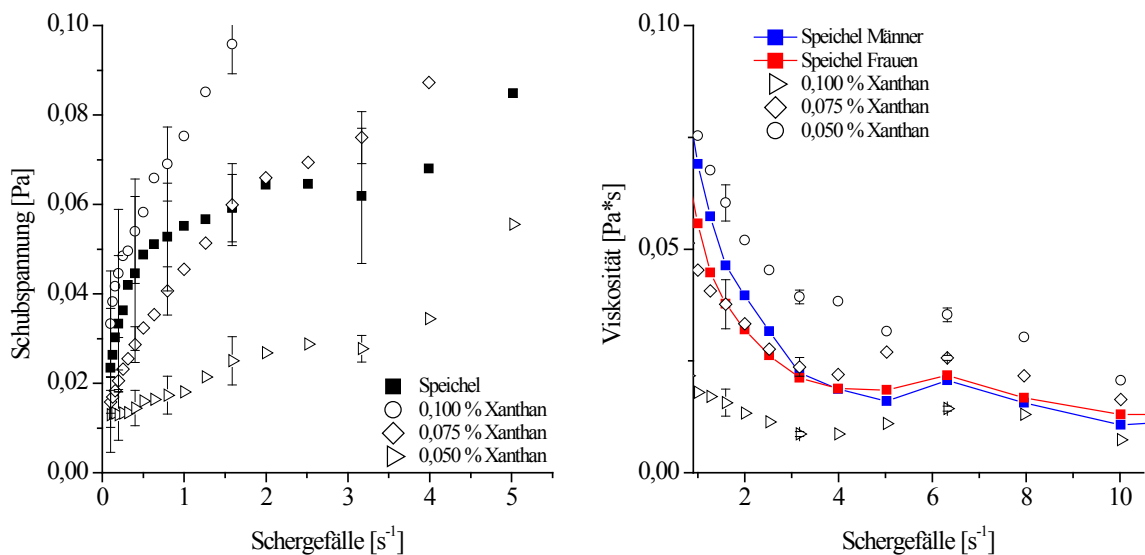 0,10
0,08
0,06
0,04
0,02
0,00
Schubspannung [Pa]
Speichel
0,100 % Xanthan
0,075 % Xanthan
0,050 % Xanthan
0 1 2 3 4 5
Schergefälle [s⁻¹]
0,10
0,05
0,00
Viskosität [Pa*s]
Speichel Männer
Speichel Frauen
0,100 % Xanthan
0,075 % Xanthan
0,050 % Xanthan
2 4 6 8 10
Schergefälle [s⁻¹]